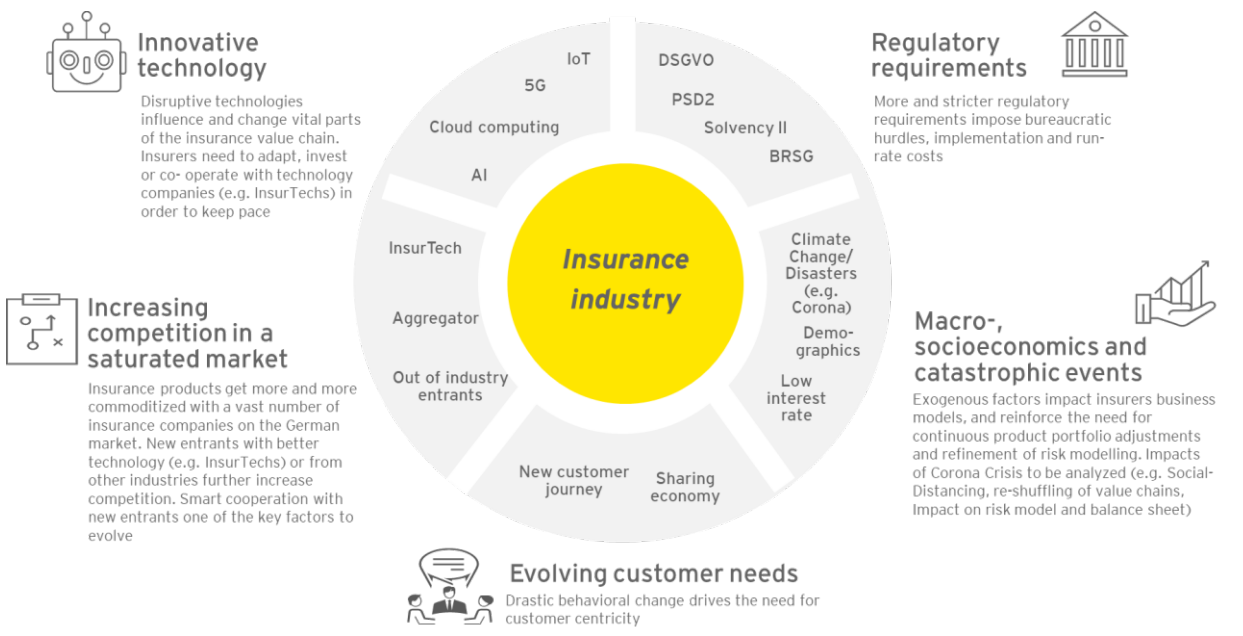 Innovative
technology
Disruptive technologies
influence and change vital parts
of the insurance value chain.
Insurers need to adapt, invest
or co- operate with technology
companies (e.g. InsurTechs) in
order to keep pace
IoT
5G
Cloud computing
AI
DSGVO
PSD2
Solvency II
BRSG
Regulatory
requirements
More and stricter regulatory
requirements impose bureaucratic
hurdles, implementation and run-
rate costs
Insurance
industry
InsurTech
Aggregator
Out of industry
entrants
Climate
Change/
Disasters
(e.g.
Corona)
Demo-
graphics
Low
interest
rate
Increasing
competition in a
saturated market
Insurance products get more and more
commoditized with a vast number of
insurance companies on the German
market. New entrants with better
technology (e.g. InsurTechs) or from
other industries further increase
competition. Smart cooperation with
new entrants one of the key factors to
evolve
Macro-,
socioeconomics and
catastrophic events
Exogenous factors impact insurers business
models, and reinforce the need for
continuous product portfolio adjustments
and refinement of risk modelling. Impacts
of Corona Crisis to be analyzed (e.g. Social-
Distancing, re-shuffling of value chains,
Impact on risk model and balance sheet)
New customer
journey
Sharing
economy
Evolving customer needs
Drastic behavioral change drives the need for
customer centricity